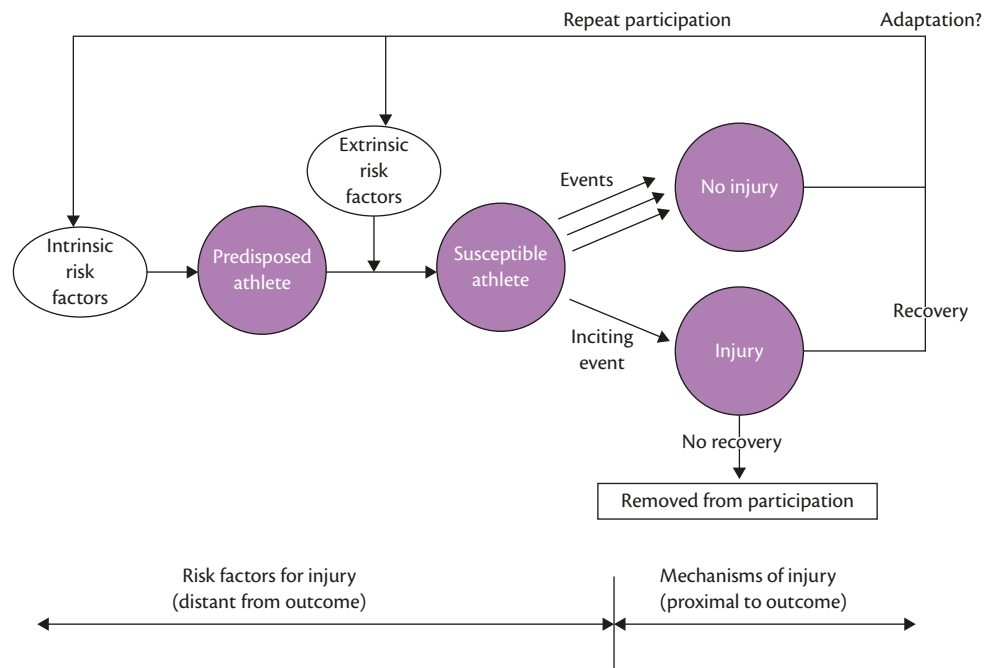 Repeat participation
Adaptation?
Extrinsic
risk
factors
Events
No injury
Intrinsic
risk
factors
Predisposed
athlete
Susceptible
athlete
Recovery
Inciting
event
Injury
No recovery
Removed from participation
Risk factors for injury
(distant from outcome)
Mechanisms of injury
(proximal to outcome)